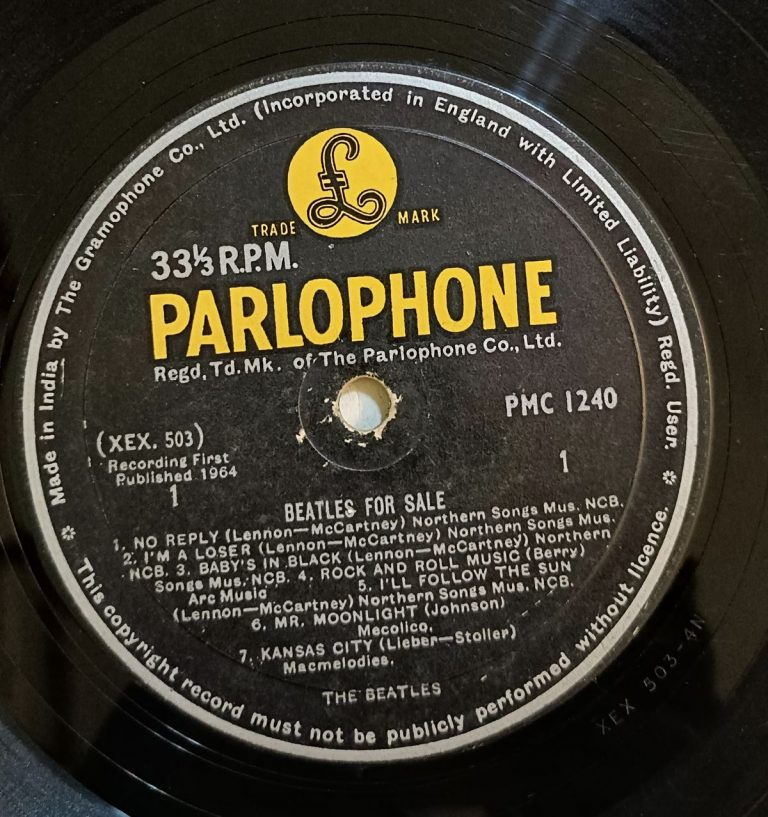 Made in India by The Gramophone Co., Ltd. (Incorporated in England with Limited Liability) Regd. User.
£
TRADE MARK
33⅓ R.P.M.
PARLOPHONE
Regd. Td. Mk. of The Parlophone Co., Ltd.
PMC 1240
(XEX. 503)
Recording First
Published 1964
1
1
BEATLES FOR SALE
1. NO REPLY (Lennon—McCartney) Northern Songs Mus. NCB.
2. I'M A LOSER (Lennon—McCartney) Northern Songs Mus.
NCB. 3. BABY'S IN BLACK (Lennon—McCartney) Northern
Songs Mus. NCB. 4. ROCK AND ROLL MUSIC (Berry)
Arc Music 5. I'LL FOLLOW THE SUN
(Lennon—McCartney) Northern Songs Mus. NCB.
6. MR. MOONLIGHT (Johnson)
Mecolico.
7. KANSAS CITY (Lieber—Stoller)
Macmelodies.
THE BEATLES
This copyright record must not be publicly performed without licence.
XEX 503-4N